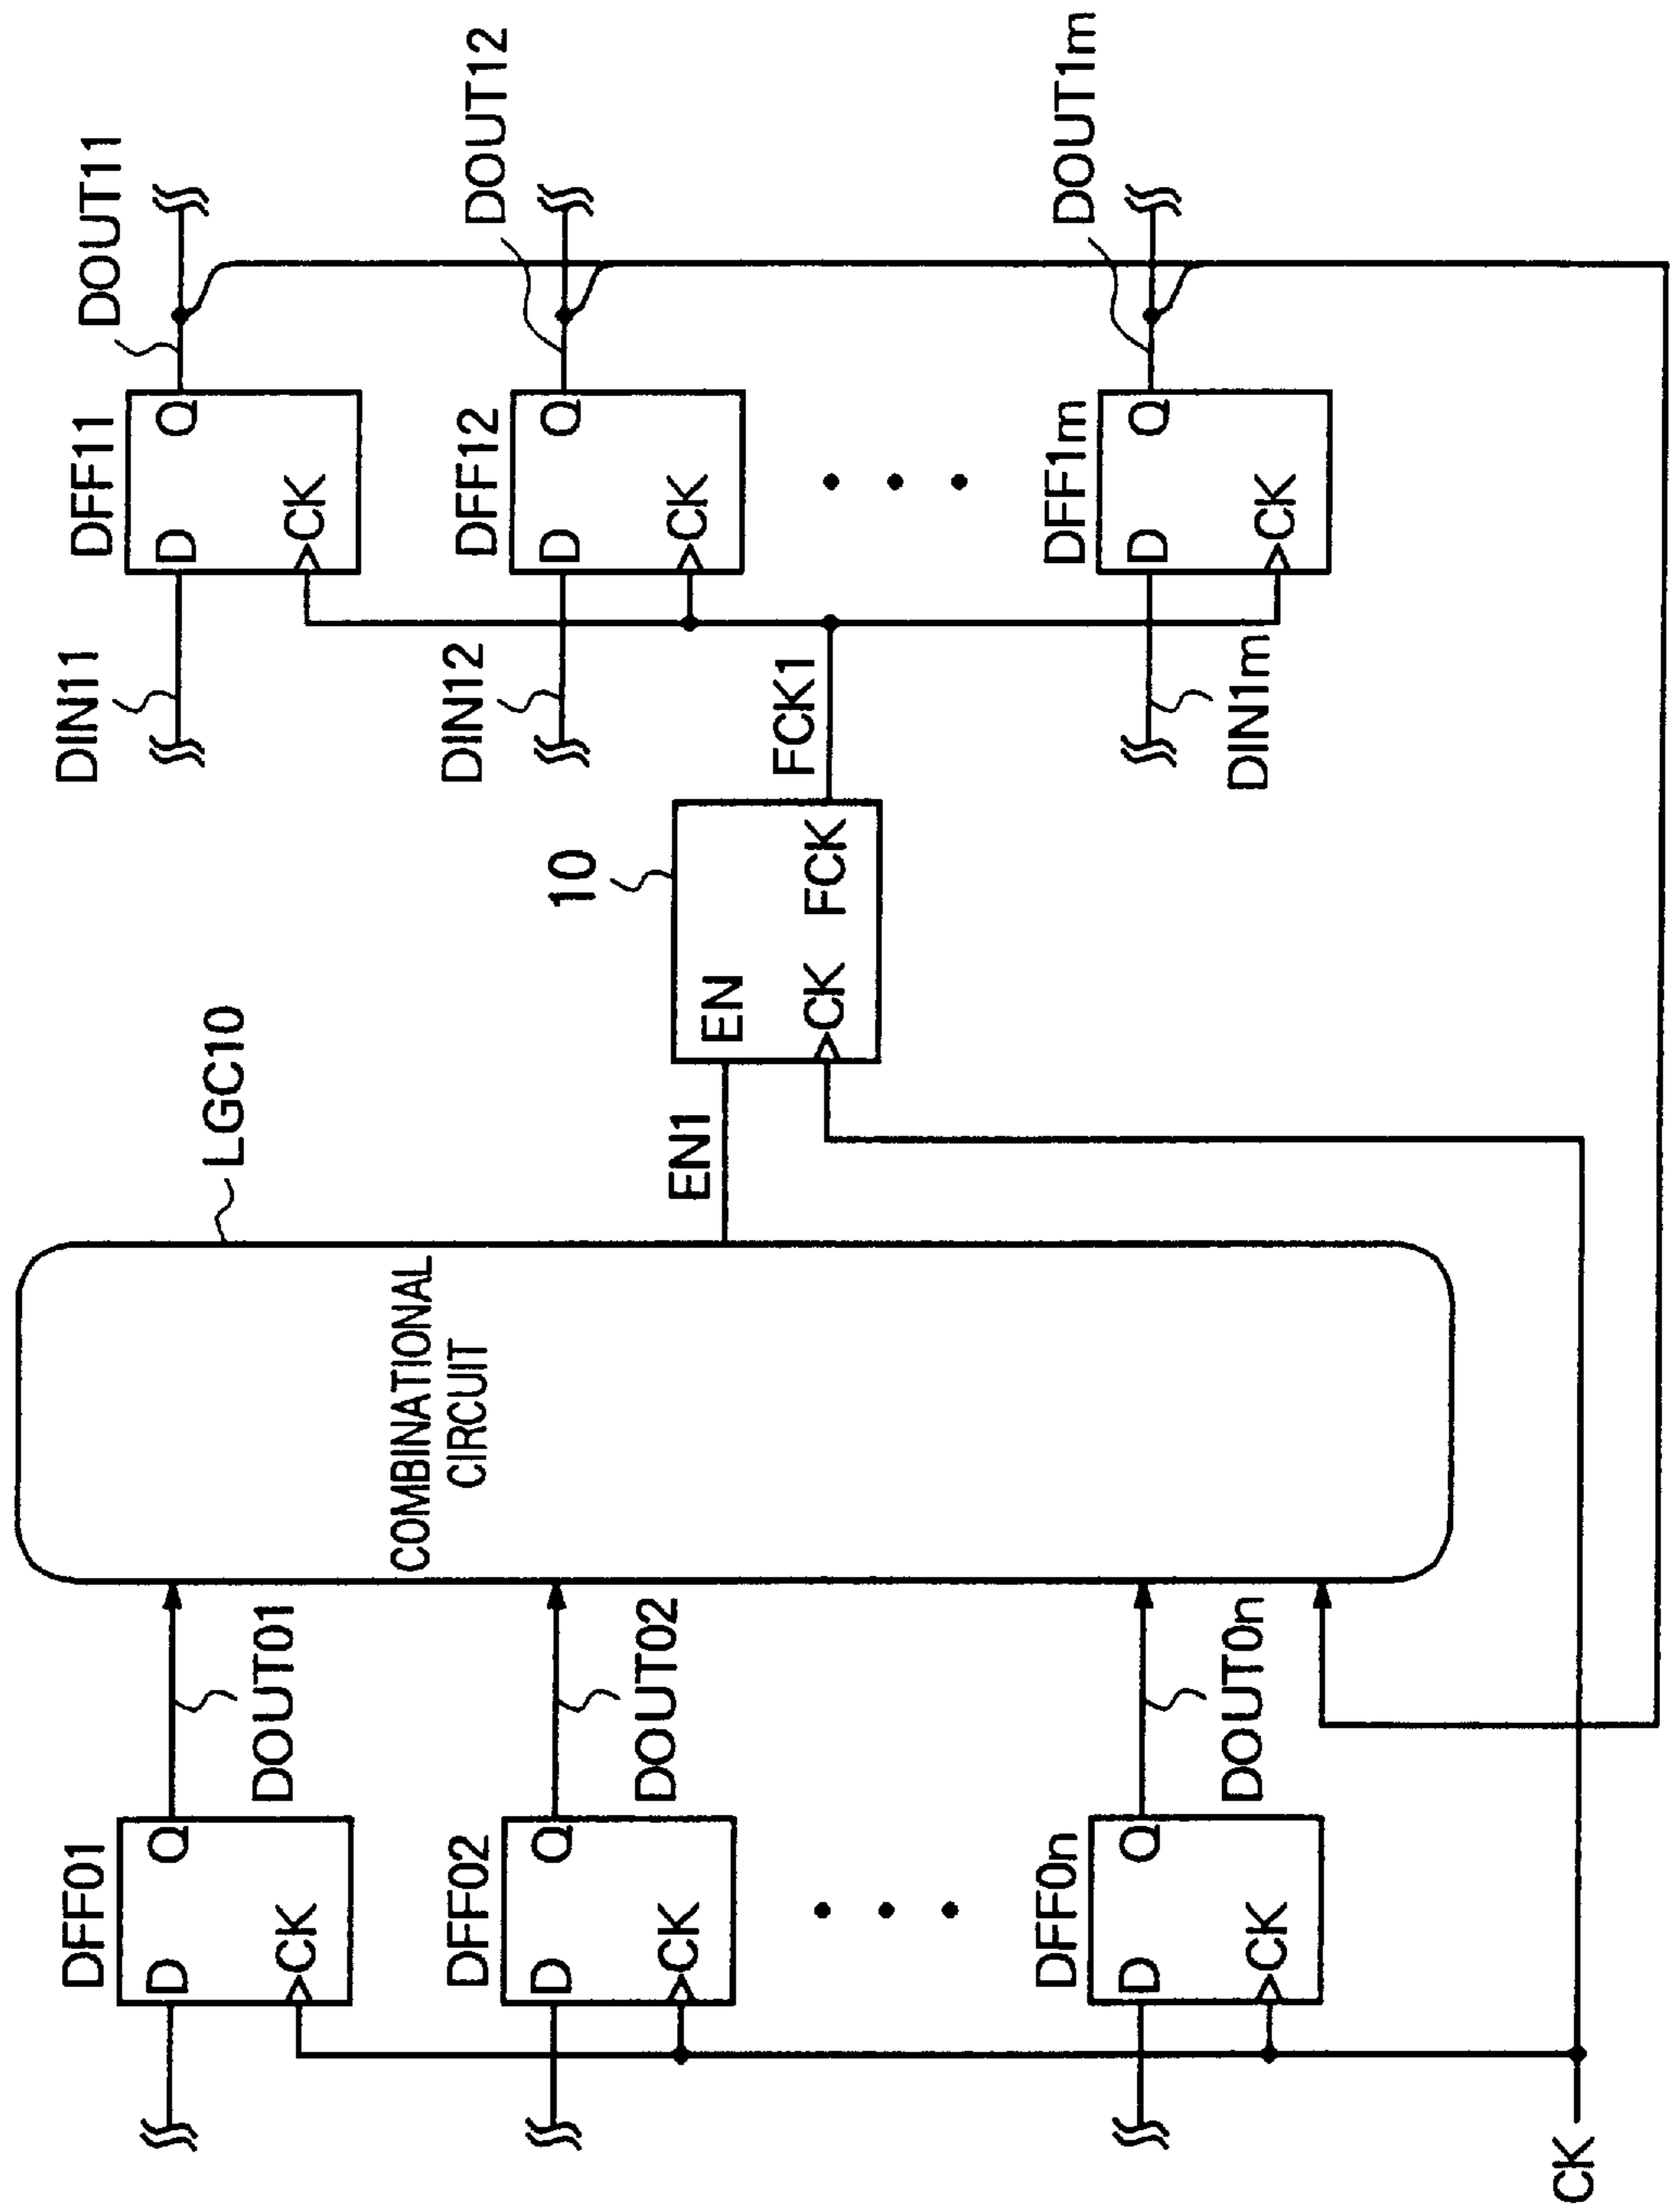 DFF01
D
Q
CK
DOUT01
DFF02
D
Q
CK
DOUT02
DFF0n
D
Q
CK
DOUT0n
CK
LGC10
COMBINATIONAL
CIRCUIT
EN1
10
EN
CK FCK
FCK1
DIN11
DFF11
D
Q
CK
DOUT11
DIN12
DFF12
D
Q
CK
DOUT12
DIN1m
DFF1m
D
Q
CK
DOUT1m